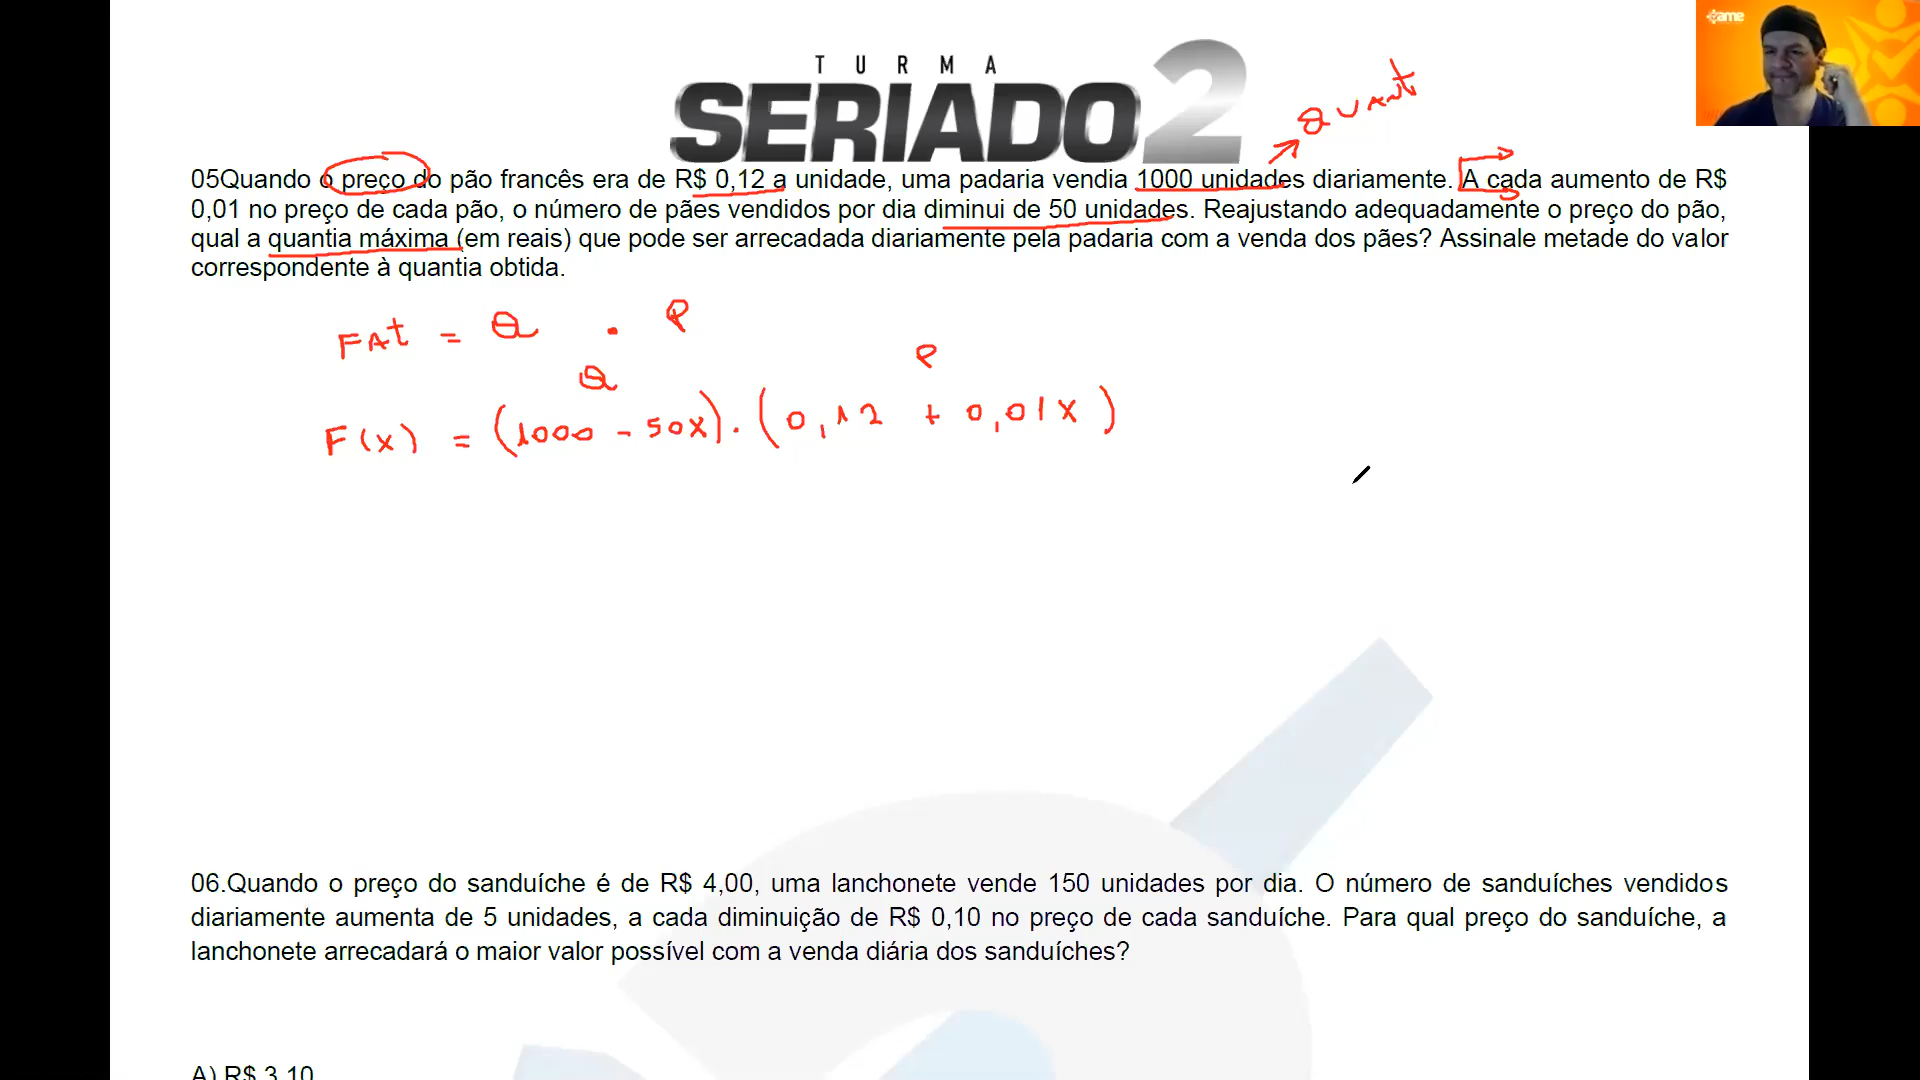 TURMA
SERIADO 2
came
QUANT
05Quando o preço do pão francês era de R$ 0,12 a unidade, uma padaria vendia 1000 unidades diariamente. A cada aumento de R$
0,01 no preço de cada pão, o número de pães vendidos por dia diminui de 50 unidades. Reajustando adequadamente o preço do pão,
qual a quantia máxima (em reais) que pode ser arrecadada diariamente pela padaria com a venda dos pães? Assinale metade do valor
correspondente à quantia obtida.
FAt = Q . P
Q P
F(x) = (1000 - 50x) . (0,12 + 0,01x)
06.Quando o preço do sanduíche é de R$ 4,00, uma lanchonete vende 150 unidades por dia. O número de sanduíches vendidos
diariamente aumenta de 5 unidades, a cada diminuição de R$ 0,10 no preço de cada sanduíche. Para qual preço do sanduíche, a
lanchonete arrecadará o maior valor possível com a venda diária dos sanduíches?
A) R$ 3,10